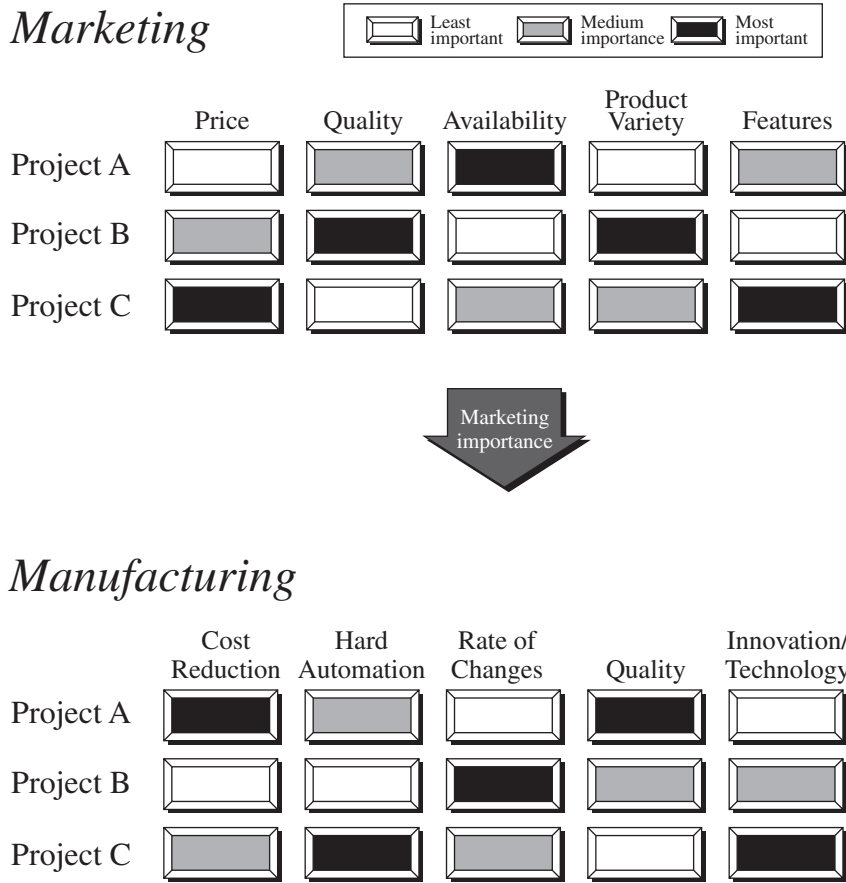 Marketing
Least
important
Medium
importance
Most
important
Price
Quality
Availability
Product
Variety
Features
Project A
Project B
Project C
Marketing
importance
Manufacturing
Cost
Reduction
Hard
Automation
Rate of
Changes
Quality
Innovation/
Technology
Project A
Project B
Project C